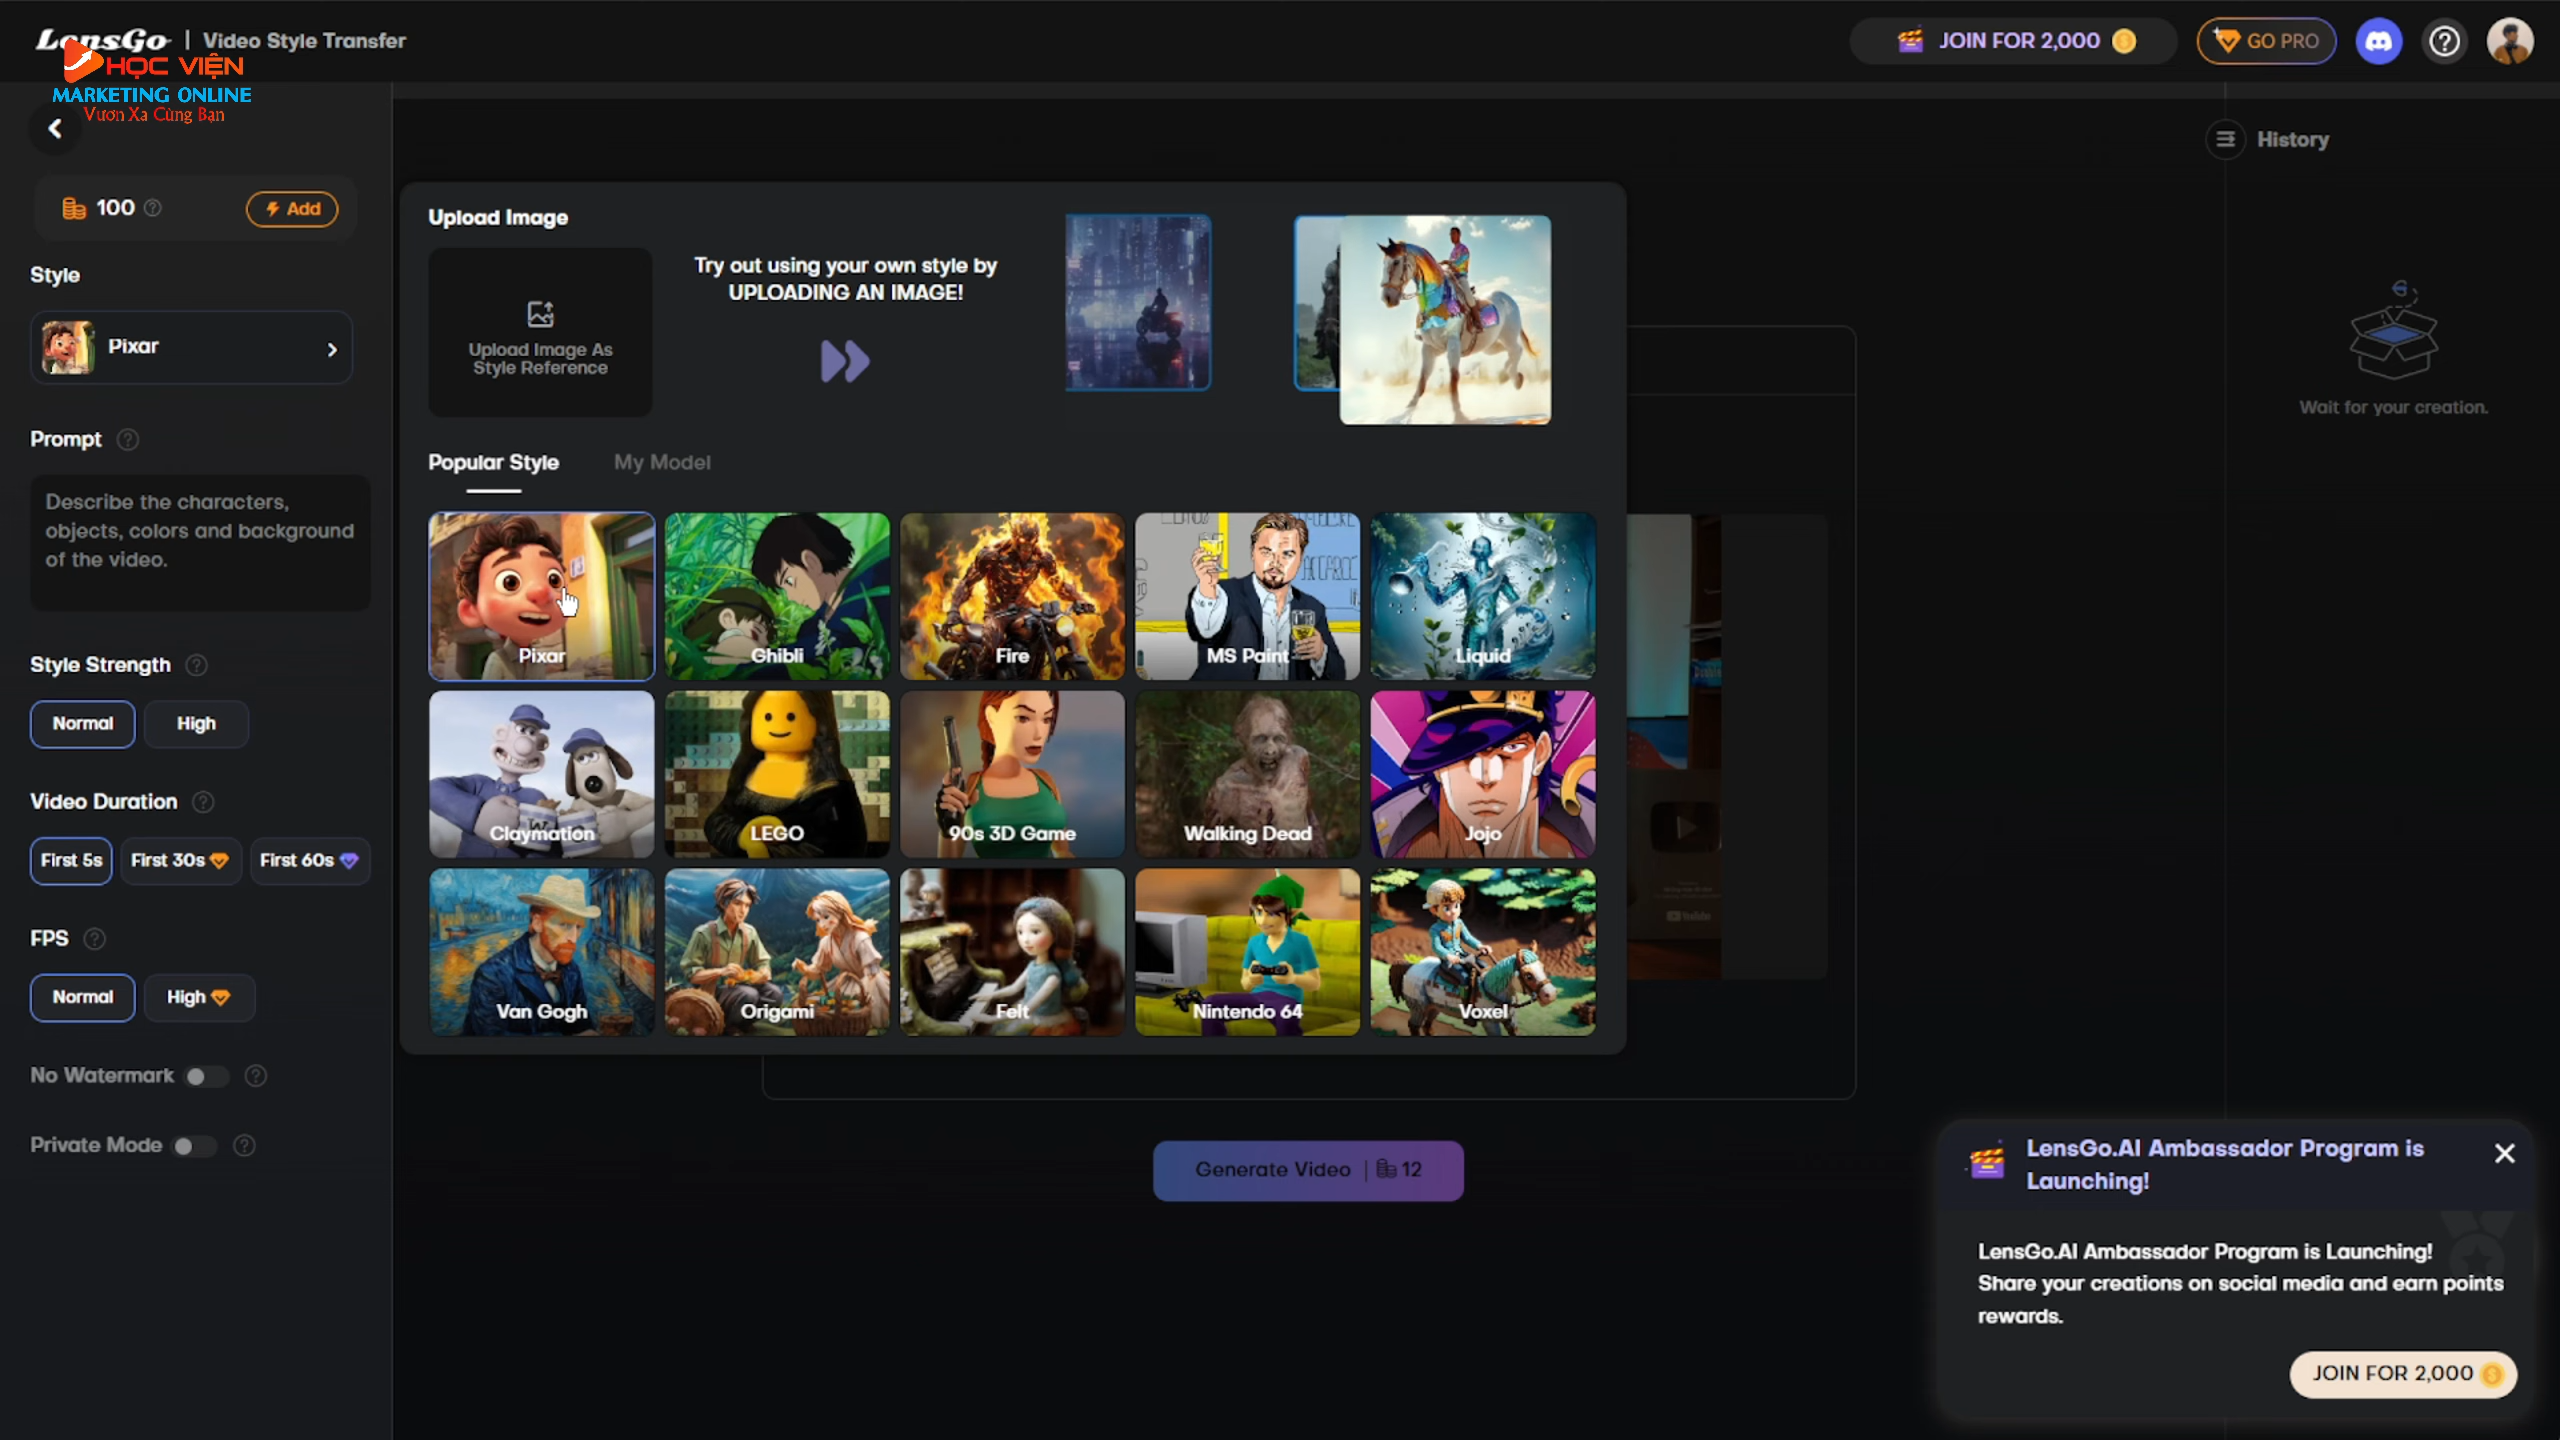 LensGo | Video Style Transfer
JOIN FOR 2,000
GO PRO
HỌC VIỆN
MARKETING ONLINE
Vươn Xa Cùng Bạn
History
100
Add
Upload Image
Try out using your own style by
UPLOADING AN IMAGE!
Upload Image As
Style Reference
Style
Pixar
Wait for your creation.
Prompt
Describe the characters,
objects, colors and background
of the video.
Popular Style
My Model
Pixar
Ghibli
Fire
MS Paint
Liquid
Style Strength
Normal
High
Claymation
LEGO
90s 3D Game
Walking Dead
Jojo
Video Duration
First 5s
First 30s
First 60s
FPS
Normal
High
Van Gogh
Origami
Felt
Nintendo 64
Voxel
YouTube
No Watermark
Private Mode
Generate Video | 12
LensGo.AI Ambassador Program is
Launching!
LensGo.AI Ambassador Program is Launching!
Share your creations on social media and earn points
rewards.
JOIN FOR 2,000